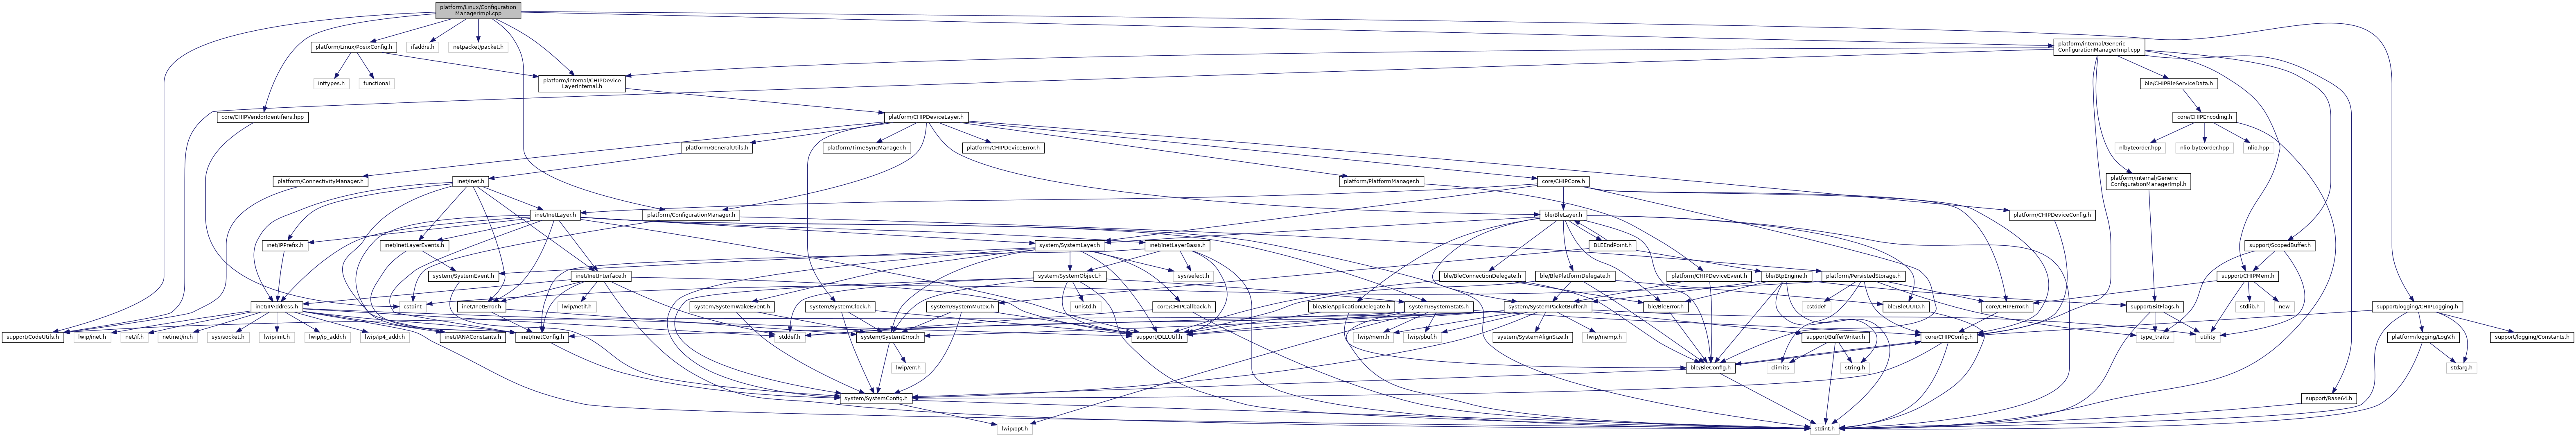 platform/Linux/Configuration
ManagerImpl.cpp
platform/Linux/PosixConfig.h
ifaddrs.h
netpacket/packet.h
platform/internal/Generic
ConfigurationManagerImpl.cpp
inttypes.h
functional
platform/internal/CHIPDevice
LayerInternal.h
ble/CHIPBleServiceData.h
core/CHIPVendorIdentifiers.hpp
platform/CHIPDeviceLayer.h
core/CHIPEncoding.h
platform/GeneralUtils.h
platform/TimeSyncManager.h
platform/CHIPDeviceError.h
nlbyteorder.hpp
nlio-byteorder.hpp
nlio.hpp
platform/ConnectivityManager.h
inet/Inet.h
platform/PlatformManager.h
core/CHIPCore.h
platform/internal/Generic
ConfigurationManagerImpl.h
inet/InetLayer.h
platform/ConfigurationManager.h
ble/BleLayer.h
platform/CHIPDeviceConfig.h
inet/IPPrefix.h
inet/InetLayerEvents.h
system/SystemLayer.h
inet/InetLayerBasis.h
BLEEndPoint.h
support/ScopedBuffer.h
system/SystemEvent.h
inet/InetInterface.h
system/SystemObject.h
sys/select.h
ble/BleConnectionDelegate.h
ble/BlePlatformDelegate.h
platform/CHIPDeviceEvent.h
ble/BtpEngine.h
platform/PersistedStorage.h
support/CHIPMem.h
inet/IPAddress.h
cstdint
inet/InetError.h
lwip/netif.h
system/SystemWakeEvent.h
system/SystemClock.h
system/SystemMutex.h
unistd.h
core/CHIPCallback.h
ble/BleApplicationDelegate.h
system/SystemStats.h
system/SystemPacketBuffer.h
ble/BleError.h
cstddef
ble/BleUUID.h
core/CHIPError.h
support/BitFlags.h
stdlib.h
new
support/logging/CHIPLogging.h
support/CodeUtils.h
lwip/inet.h
net/if.h
netinet/in.h
sys/socket.h
lwip/init.h
lwip/ip_addr.h
lwip/ip4_addr.h
inet/IANAConstants.h
inet/InetConfig.h
stddef.h
system/SystemError.h
support/DLLUtil.h
lwip/mem.h
lwip/pbuf.h
system/SystemAlignSize.h
lwip/memp.h
support/BufferWriter.h
core/CHIPConfig.h
type_traits
utility
platform/logging/LogV.h
support/logging/Constants.h
lwip/err.h
ble/BleConfig.h
climits
string.h
stdarg.h
system/SystemConfig.h
support/Base64.h
lwip/opt.h
stdint.h